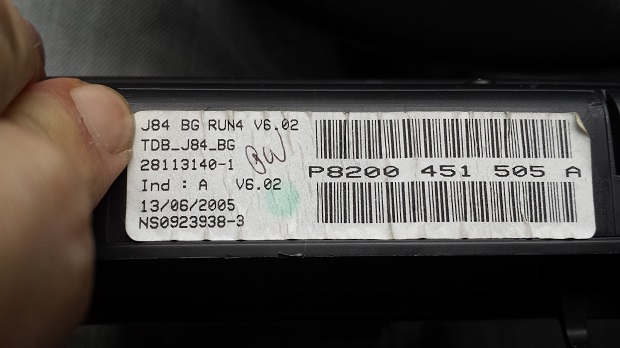 J84 BG RUN4 V6.02
TDB_J84_BG
28113140-1
Ind : A V6.02
13/06/2005
NS0923938-3
P8200 451 505 A